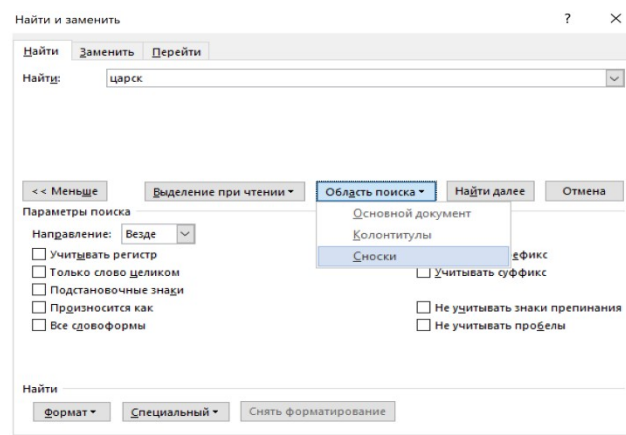 Найти и заменить ? ×
Найти Заменить Перейти
Найти: царск
<< Меньше Выделение при чтении Область поиска Найти далее Отмена
Параметры поиска Основной документ
Направление: Везде Колонтитулы
Учитывать регистр Сноски ефикс
Только слово целиком Учитывать суффикс
Подстановочные знаки
Произносится как Не учитывать знаки препинания
Все словоформы Не учитывать пробелы
Найти
Формат Специальный Снять форматирование